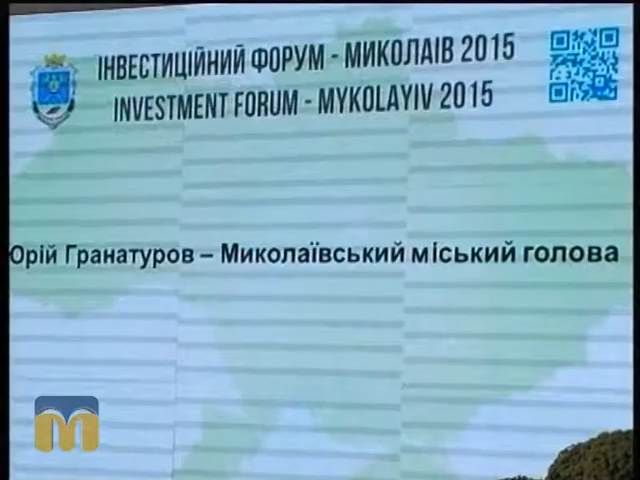 ІНВЕСТИЦІЙНИЙ ФОРУМ - МИКОЛАЇВ 2015
INVESTMENT FORUM - MYKOLAYIV 2015
Юрій Гранатуров – Миколаївський міський голова
M